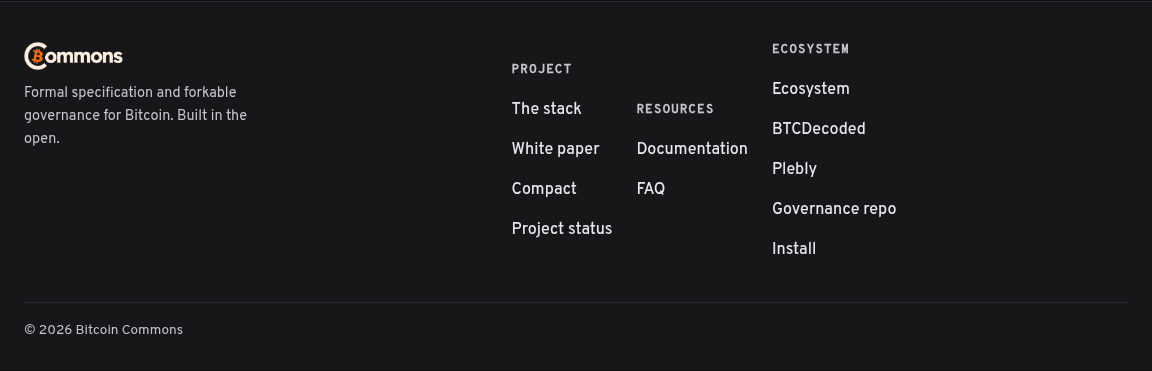 Commons
Formal specification and forkable
governance for Bitcoin. Built in the
open.
PROJECT
The stack
White paper
Compact
Project status
RESOURCES
Documentation
FAQ
ECOSYSTEM
Ecosystem
BTCDecoded
Plebly
Governance repo
Install
© 2026 Bitcoin Commons